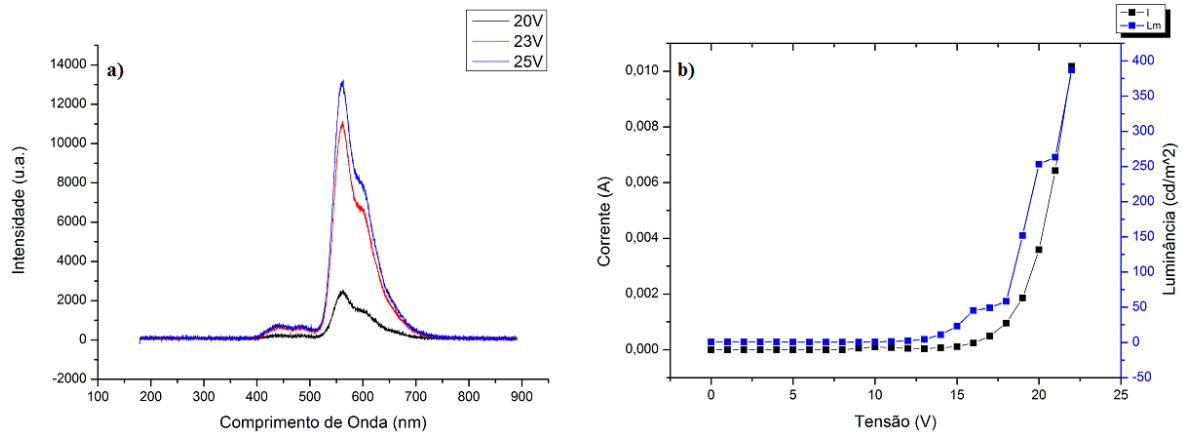 20V
23V
25V
a)
Intensidade (u.a.)
14000
12000
10000
8000
6000
4000
2000
0
-2000
100 200 300 400 500 600 700 800 900
Comprimento de Onda (nm)
I
Lm
b)
Corrente (A)
0,010
0,008
0,006
0,004
0,002
0,000
400
350
300
250
200
150
100
50
0
-50
Luminância (cd/m^2)
0 5 10 15 20 25
Tensão (V)